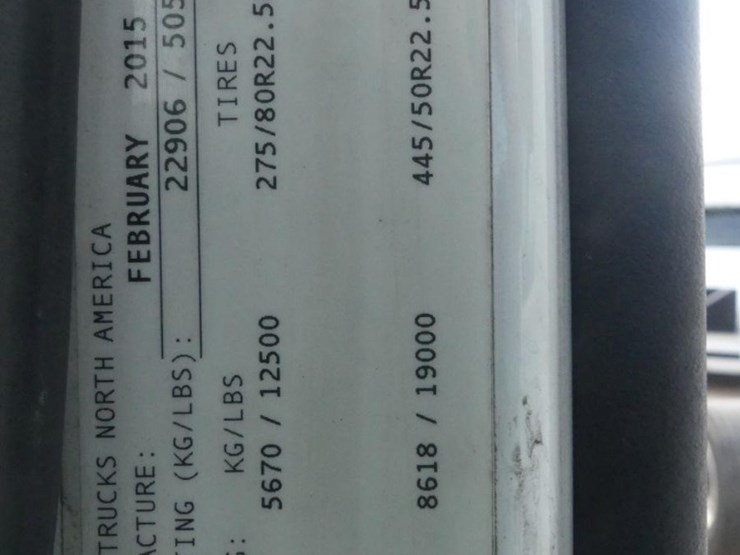 TRUCKS NORTH AMERICA
ACTURE: FEBRUARY 2015
TING (KG/LBS): 22906 / 505
G: KG/LBS TIRES
5670 / 12500 275/80R22.5
8618 / 19000 445/50R22.5